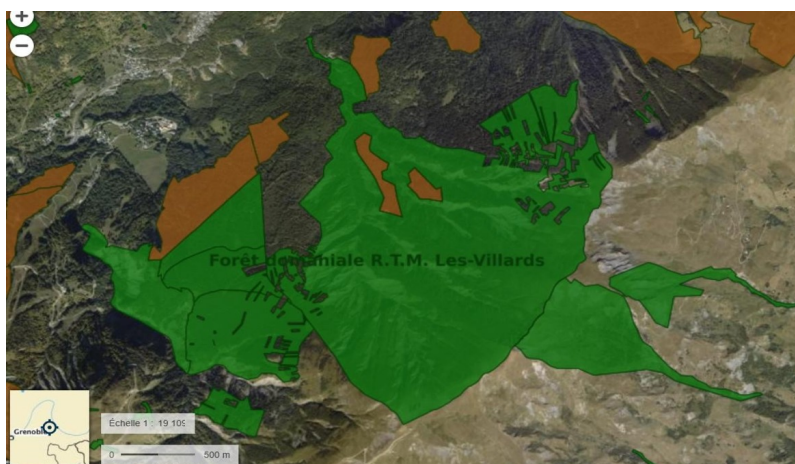 +
−
Forêt domaniale R.T.M. Les-Villards
Grenoble
Échelle 1 : 19 109
0
500 m